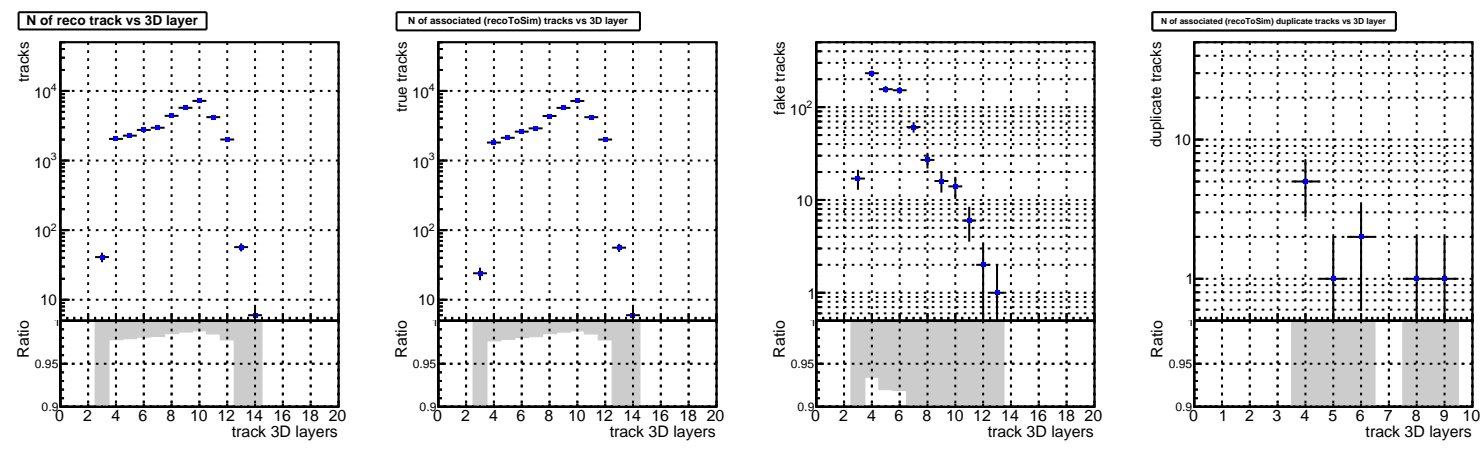 N of reco track vs 3D layer
tracks
10⁴
10³
10²
10
Ratio
1
0.95
0.9
0 2 4 6 8 10 12 14 16 18 20
track 3D layers
N of associated (recoToSim) tracks vs 3D layer
true tracks
10⁴
10³
10²
10
Ratio
1
0.95
0.9
0 2 4 6 8 10 12 14 16 18 20
track 3D layers
fake tracks
10²
10
1
Ratio
1
0.95
0.9
0 2 4 6 8 10 12 14 16 18 20
track 3D layers
N of associated (recoToSim) duplicate tracks vs 3D layer
duplicate tracks
10
1
Ratio
1
0.95
0.9
0 1 2 3 4 5 6 7 8 9 10
track 3D layers